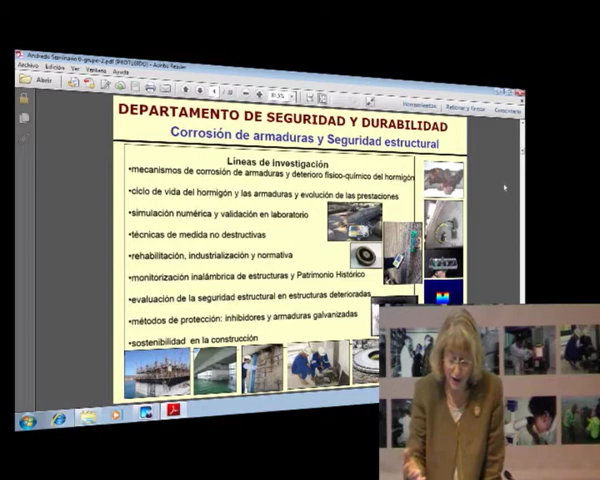 Archivo Edición Ver Ventana Ayuda
Abrir
Herramientas
Comentario
DEPARTAMENTO DE SEGURIDAD Y DURABILIDAD
Corrosión de armaduras y Seguridad estructural
Líneas de investigación
•mecanismos de corrosión de armaduras y deterioro físico-químico del hormigón
•ciclo de vida del hormigón y las armaduras y evolución de las prestaciones
•simulación numérica y validación en laboratorio
•técnicas de medida no destructivas
•rehabilitación, industrialización y normativa
•monitorización inalámbrica de estructuras y Patrimonio Histórico
•evaluación de la seguridad estructural en estructuras deterioradas
•métodos de protección: inhibidores y armaduras galvanizadas
•sostenibilidad en la construcción